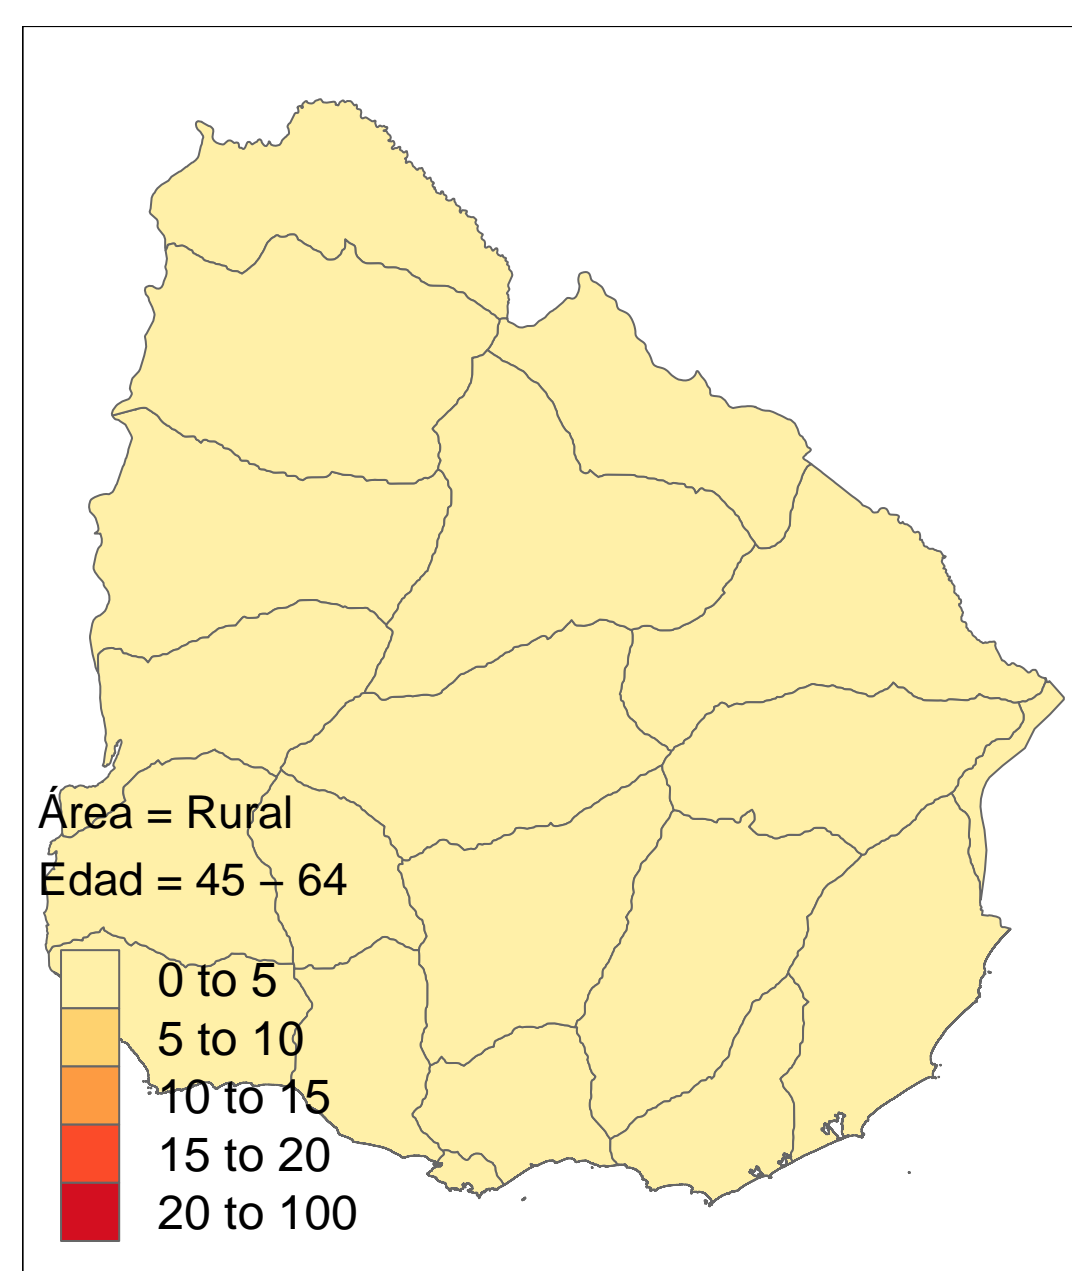 Área = Rural
Edad = 45 – 64
0 to 5
5 to 10
10 to 15
15 to 20
20 to 100